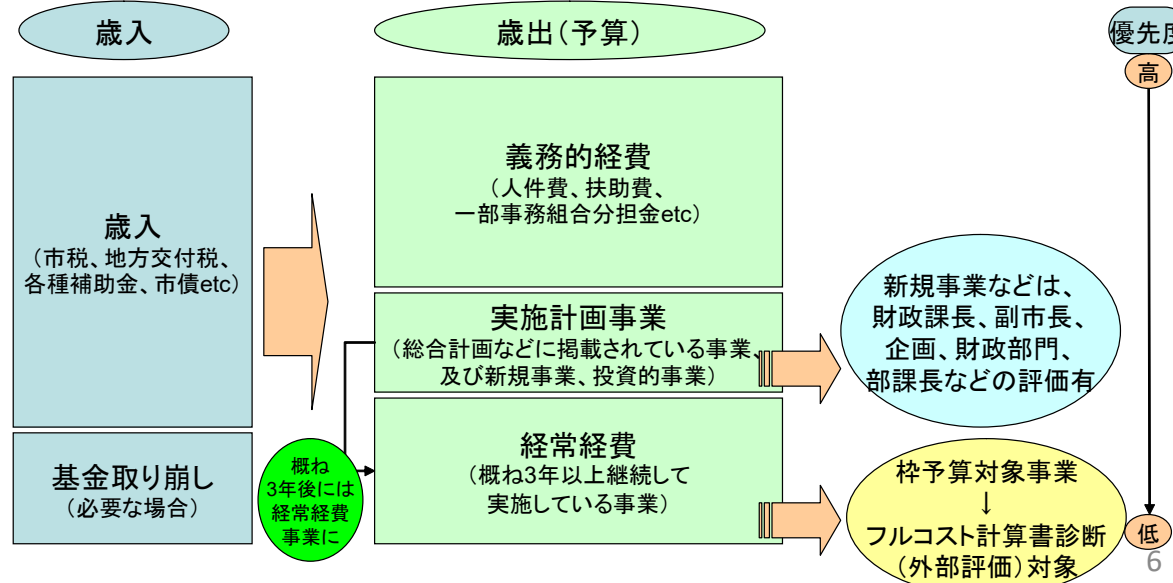 歳入
歳出（予算）
優先度
高
歳入
（市税、地方交付税、
各種補助金、市債etc）
基金取り崩し
（必要な場合）
概ね
3年後には
経常経費
事業に
義務的経費
（人件費、扶助費、
一部事務組合分担金etc）
実施計画事業
（総合計画などに掲載されている事業、
及び新規事業、投資的事業）
経常経費
（概ね3年以上継続して
実施している事業）
新規事業などは、
財政課長、副市長、
企画、財政部門、
部課長などの評価有
枠予算対象事業
↓
フルコスト計算書診断
（外部評価）対象
低
6